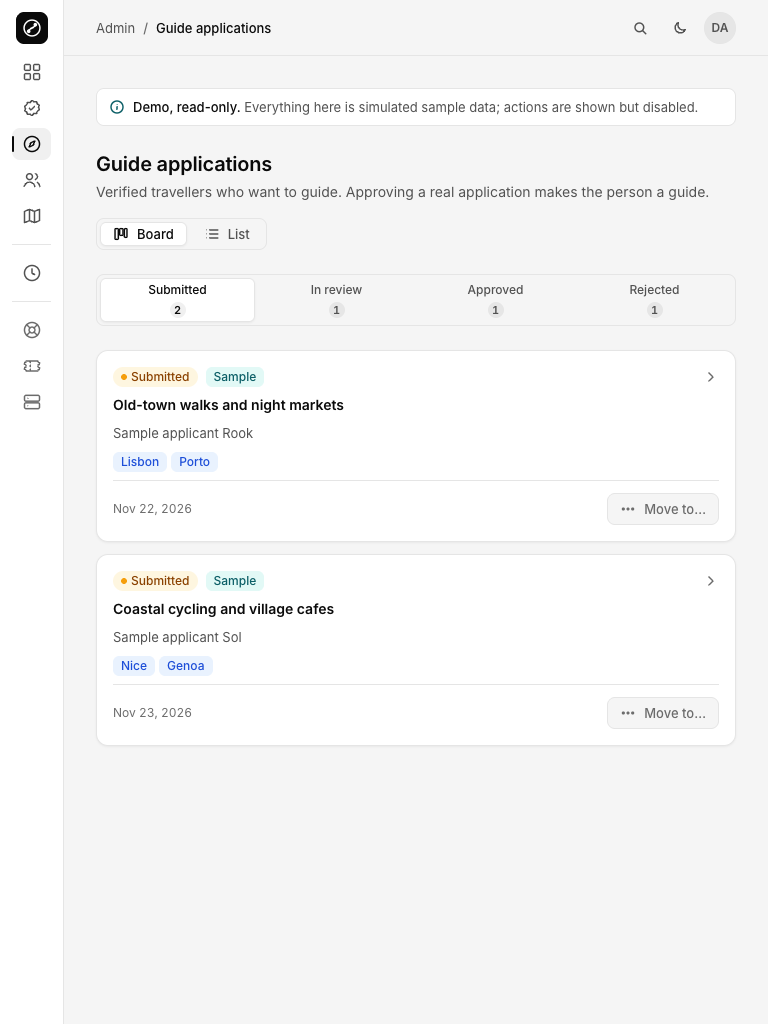 Admin / Guide applications
DA
Demo, read-only. Everything here is simulated sample data; actions are shown but disabled.
Guide applications
Verified travellers who want to guide. Approving a real application makes the person a guide.
Board
List
Submitted
2
In review
1
Approved
1
Rejected
1
Submitted
Sample
Old-town walks and night markets
Sample applicant Rook
Lisbon
Porto
Nov 22, 2026
Move to...
Submitted
Sample
Coastal cycling and village cafes
Sample applicant Sol
Nice
Genoa
Nov 23, 2026
Move to...